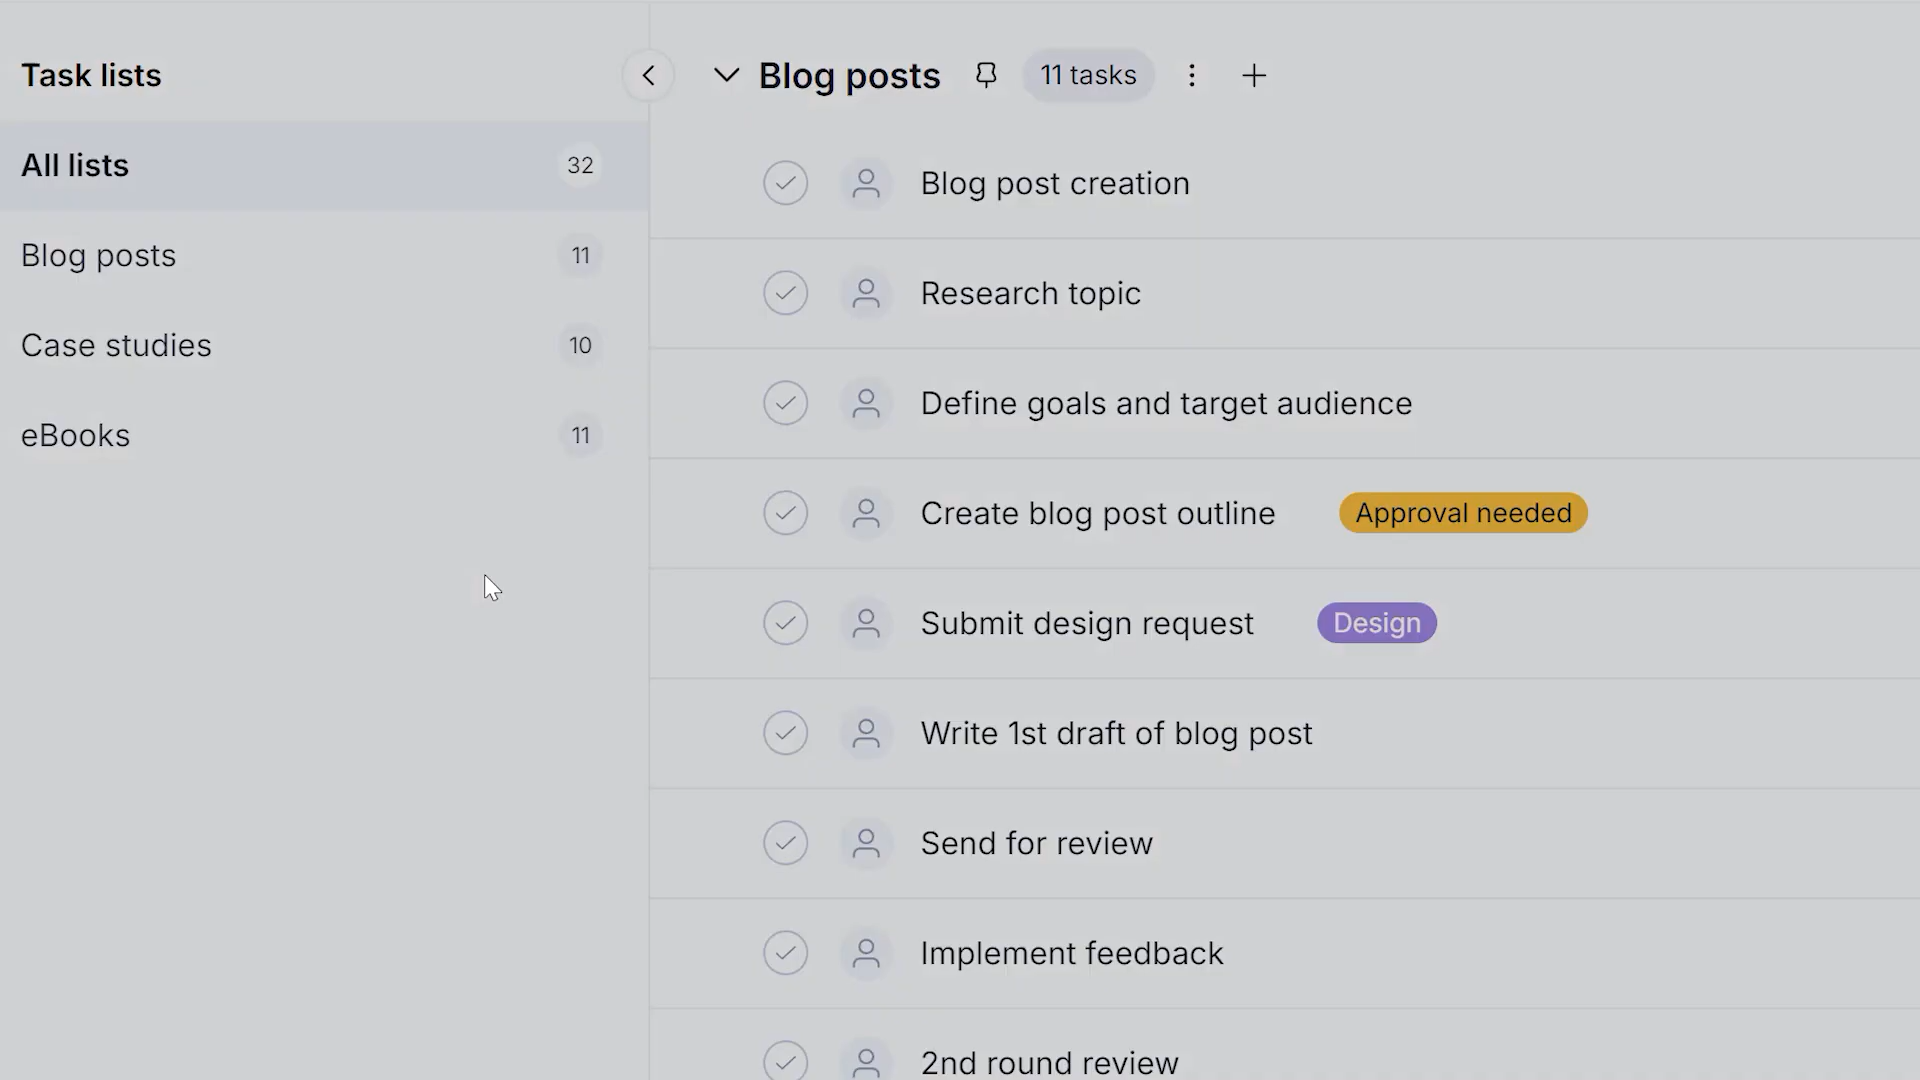 Task lists
All lists 32
Blog posts 11
Case studies 10
eBooks 11
Blog posts 11 tasks
Blog post creation
Research topic
Define goals and target audience
Create blog post outline Approval needed
Submit design request Design
Write 1st draft of blog post
Send for review
Implement feedback
2nd round review